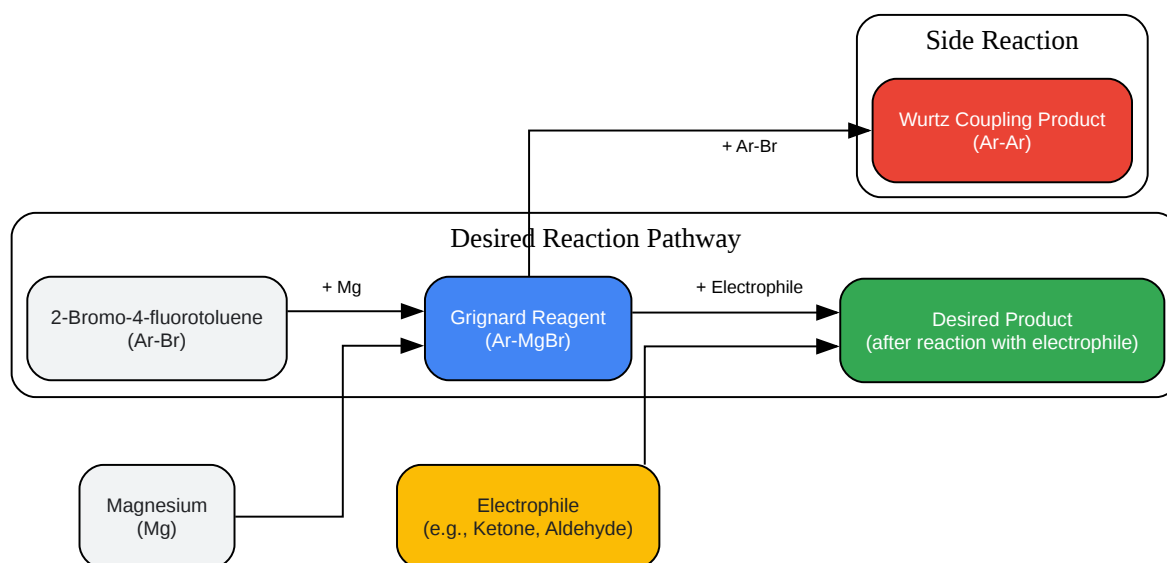 Side Reaction
Wurtz Coupling Product
(Ar-Ar)
+ Ar-Br
Desired Reaction Pathway
2-Bromo-4-fluorotoluene
(Ar-Br)
+ Mg
Grignard Reagent
(Ar-MgBr)
+ Electrophile
Desired Product
(after reaction with electrophile)
Magnesium
(Mg)
Electrophile
(e.g., Ketone, Aldehyde)